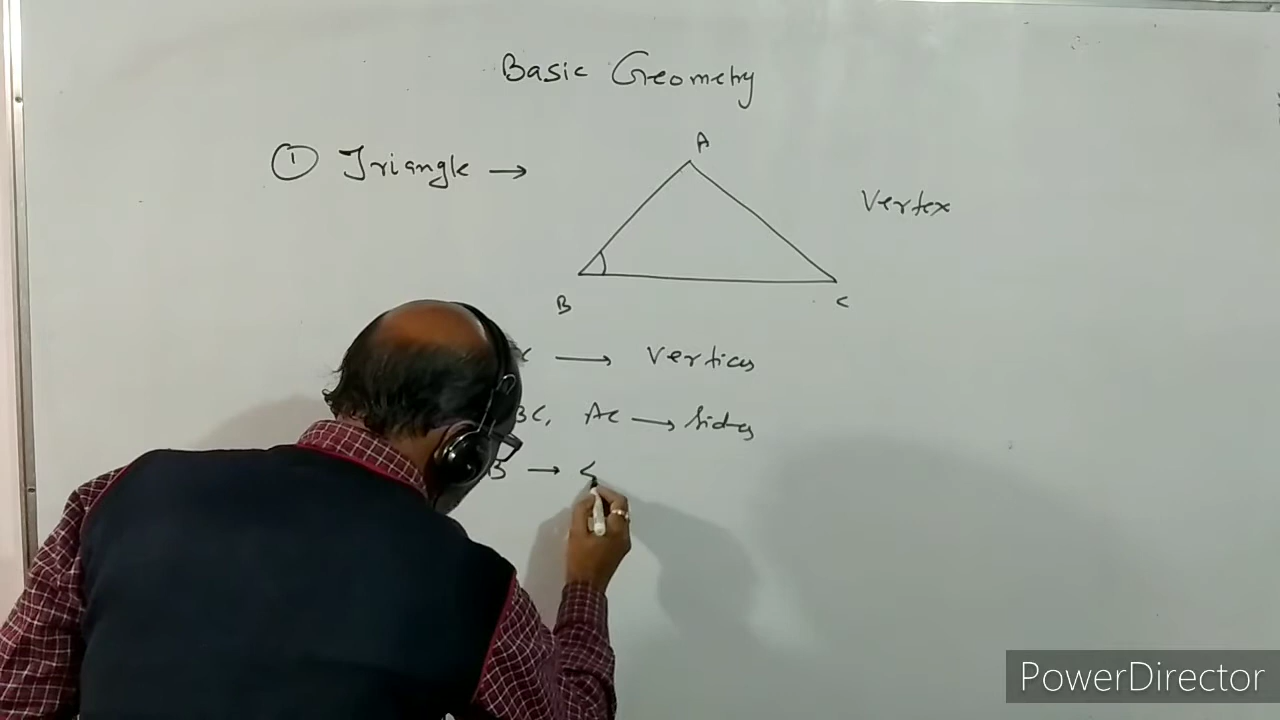 Basic Geometry
① Triangle →
A
Vertex
B
C
→ Vertices
BC, AC → Sides
B →
PowerDirector